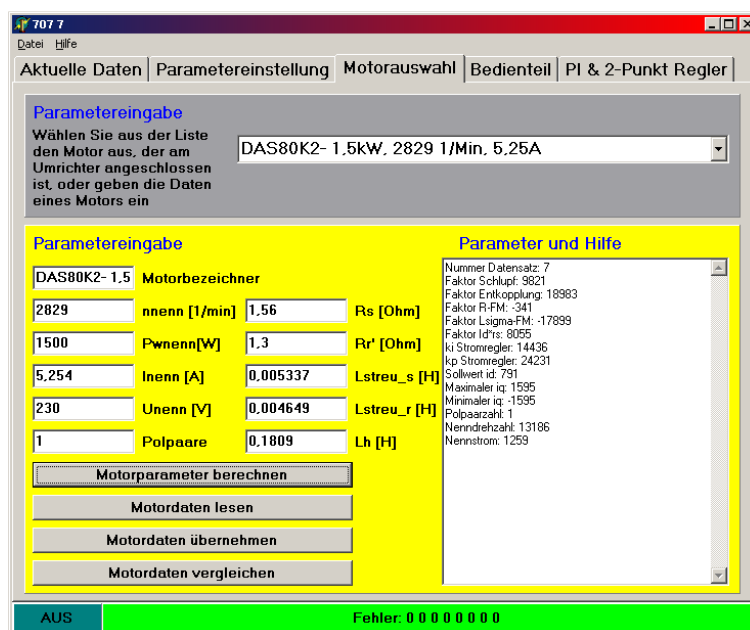 707 7
Datei Hilfe
Aktuelle Daten Parametereinstellung Motorauswahl Bedienteil PI & 2-Punkt Regler
Parametereingabe
Wählen Sie aus der Liste
den Motor aus, der am
Umrichter angeschlossen
ist, oder geben die Daten
eines Motors ein
DAS80K2- 1,5kW, 2829 1/Min, 5,25A
Parametereingabe
DAS80K2- 1,5 Motorbezeichner
2829 nnenn [1/min] 1,56 Rs [Ohm]
1500 Pwnenn[W] 1,3 Rr' [Ohm]
5,254 Inenn [A] 0,005337 Lstreu_s [H]
230 Unenn [V] 0,004649 Lstreu_r [H]
1 Polpaare 0,1809 Lh [H]
Motorparameter berechnen
Motordaten lesen
Motordaten übernehmen
Motordaten vergleichen
Parameter und Hilfe
Nummer Datensatz: 7
Faktor Schlupf: 9821
Faktor Entkopplung: 18983
Faktor R-FM: -341
Faktor Lsigma-FM: -17899
Faktor Id*rs: 8055
ki Stromregler: 14436
kp Stromregler: 24231
Sollwert id: 791
Maximaler iq: 1595
Minimaler iq: -1595
Polpaarzahl: 1
Nenndrehzahl: 13186
Nennstrom: 1259
AUS Fehler: 0 0 0 0 0 0 0 0